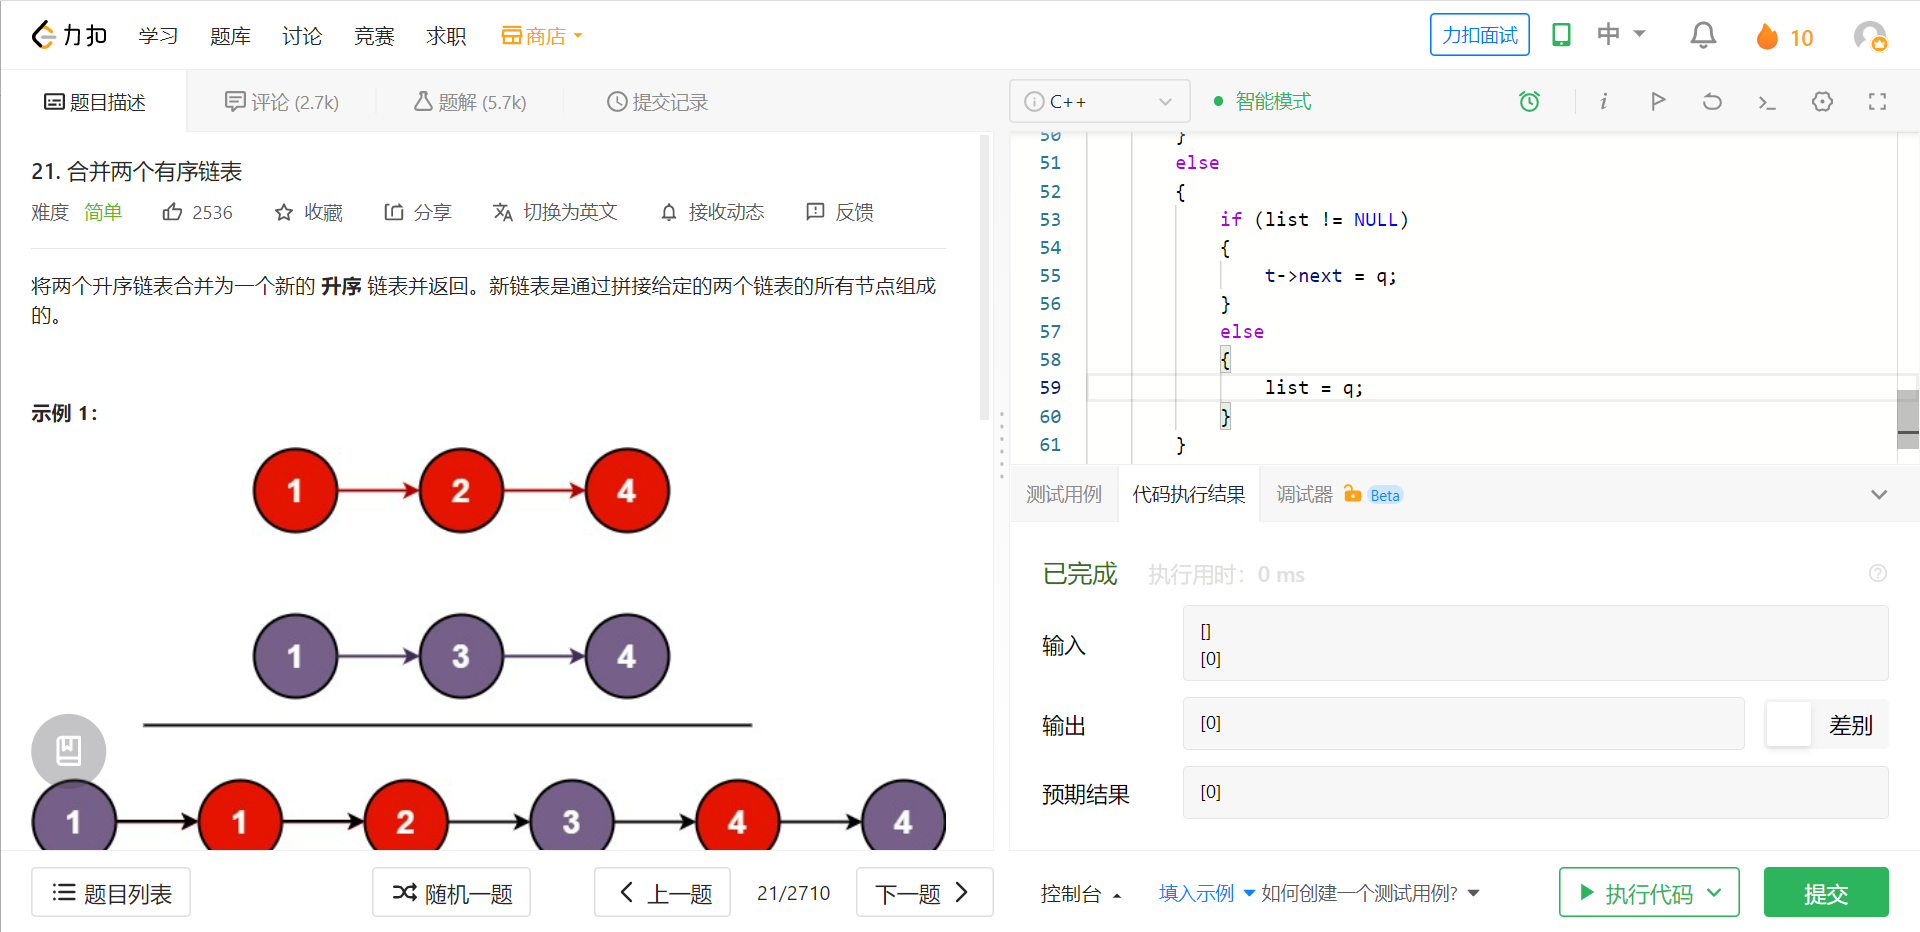 力扣 学习 题库 讨论 竞赛 求职 商店 力扣面试 中 10
题目描述 评论 (2.7k) 题解 (5.7k) 提交记录
21. 合并两个有序链表
难度 简单 2536 收藏 分享 切换为英文 接收动态 反馈
将两个升序链表合并为一个新的 升序 链表并返回。新链表是通过拼接给定的两个链表的所有节点组成
的。
示例 1：
1 2 4
1 3 4
1 1 2 3 4 4
题目列表 随机一题 上一题 21/2710 下一题
C++ 智能模式
50 }
51 else
52 {
53 if (list != NULL)
54 {
55 t->next = q;
56 }
57 else
58 {
59 list = q;
60 }
61 }
测试用例 代码执行结果 调试器 Beta
已完成 执行用时：0 ms
输入
[]
[0]
输出 [0] 差别
预期结果 [0]
控制台 填入示例 如何创建一个测试用例? 执行代码 提交